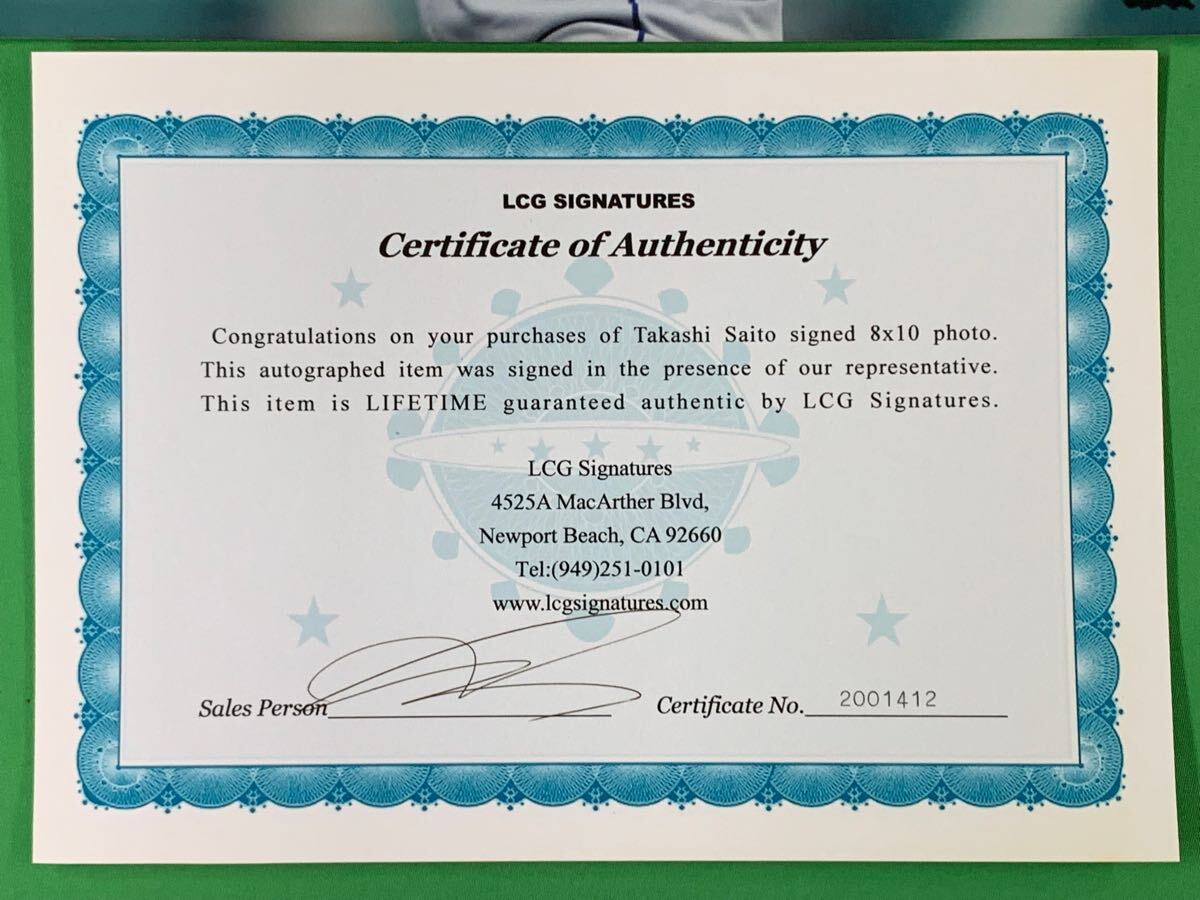 LCG SIGNATURES
Certificate of Authenticity
Congratulations on your purchases of Takashi Saito signed 8x10 photo.
This autographed item was signed in the presence of our representative.
This item is LIFETIME guaranteed authentic by LCG Signatures.
LCG Signatures
4525A MacArther Blvd,
Newport Beach, CA 92660
Tel:(949)251-0101
www.lcgsignatures.com
Sales Person
Certificate No. 2001412